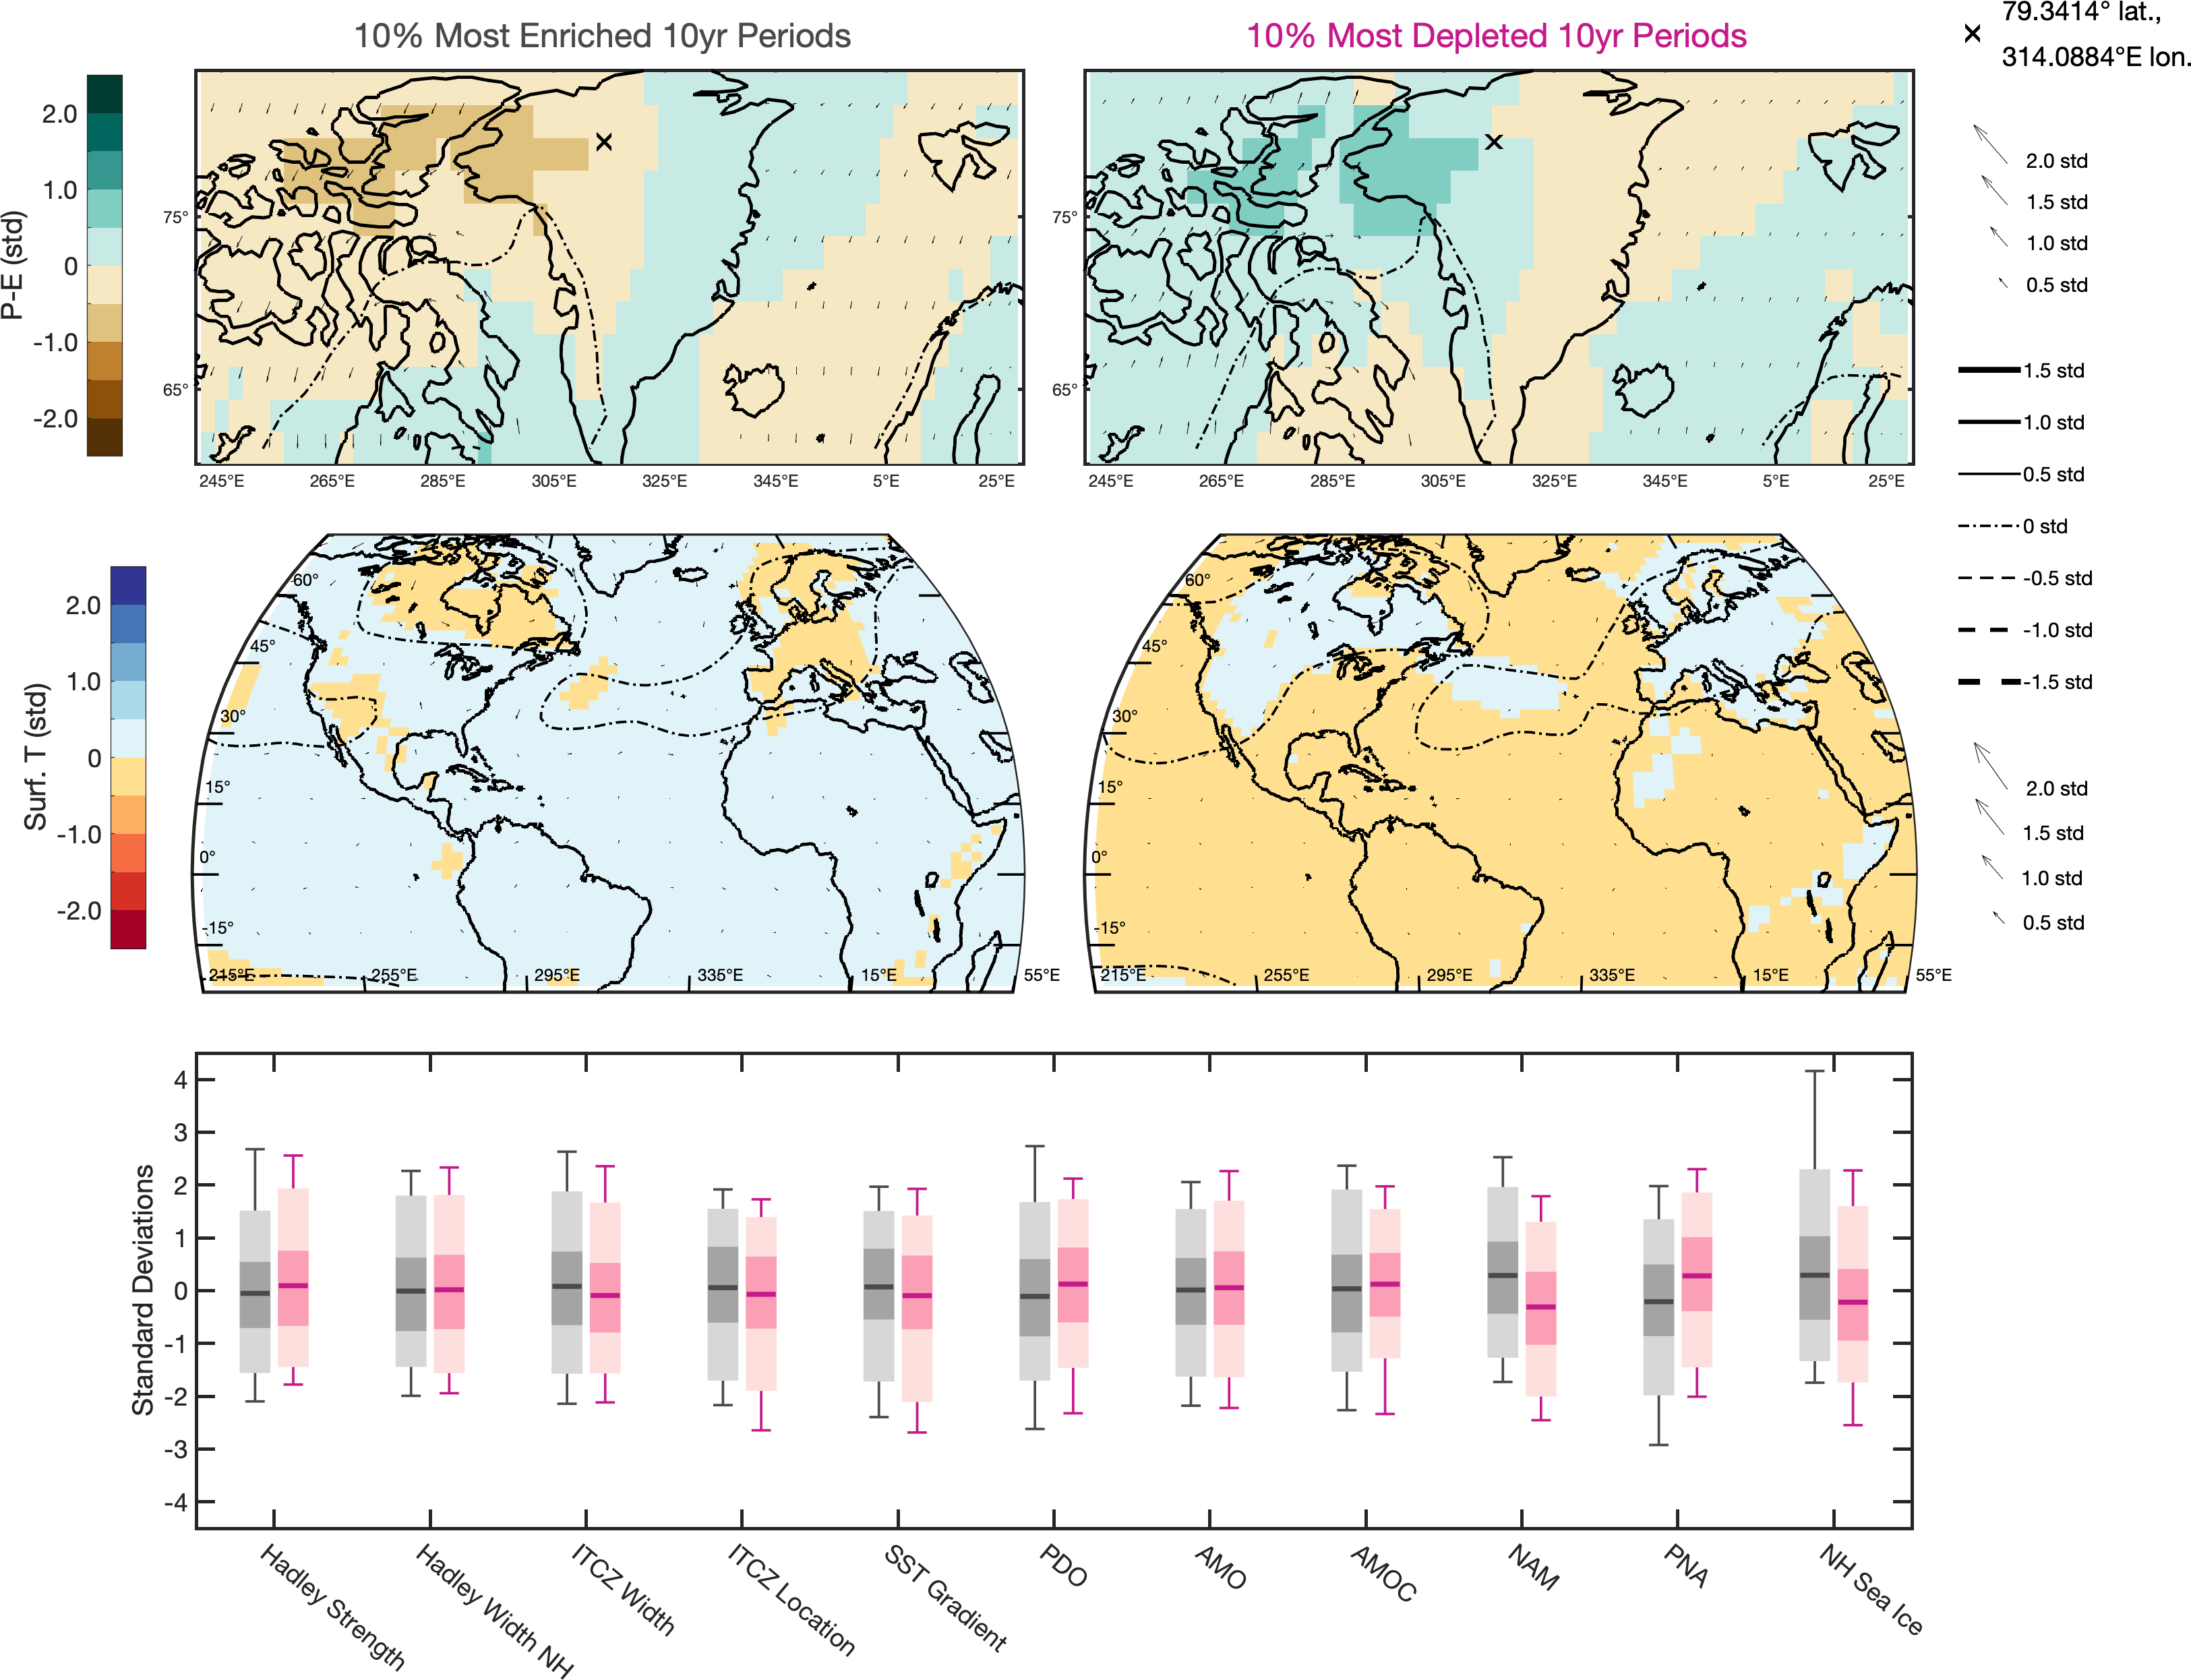 10% Most Enriched 10yr Periods
10% Most Depleted 10yr Periods
79.3414° lat.,
314.0884°E lon.
P-E (std)
2.0
1.0
0
-1.0
-2.0
75°
65°
245°E 265°E 285°E 305°E 325°E 345°E 5°E 25°E
75°
65°
245°E 265°E 285°E 305°E 325°E 345°E 5°E 25°E
2.0 std
1.5 std
1.0 std
0.5 std
1.5 std
1.0 std
0.5 std
0 std
-0.5 std
-1.0 std
-1.5 std
2.0 std
1.5 std
1.0 std
0.5 std
Surf. T (std)
2.0
1.0
0
-1.0
-2.0
60°
45°
30°
15°
0°
-15°
215°E 255°E 295°E 335°E 15°E 55°E
60°
45°
30°
15°
0°
-15°
215°E 255°E 295°E 335°E 15°E 55°E
Standard Deviations
4
3
2
1
0
-1
-2
-3
-4
Hadley Strength
Hadley Width NH
ITCZ Width
ITCZ Location
SST Gradient
PDO
AMO
AMOC
NAM
PNA
NH Sea Ice